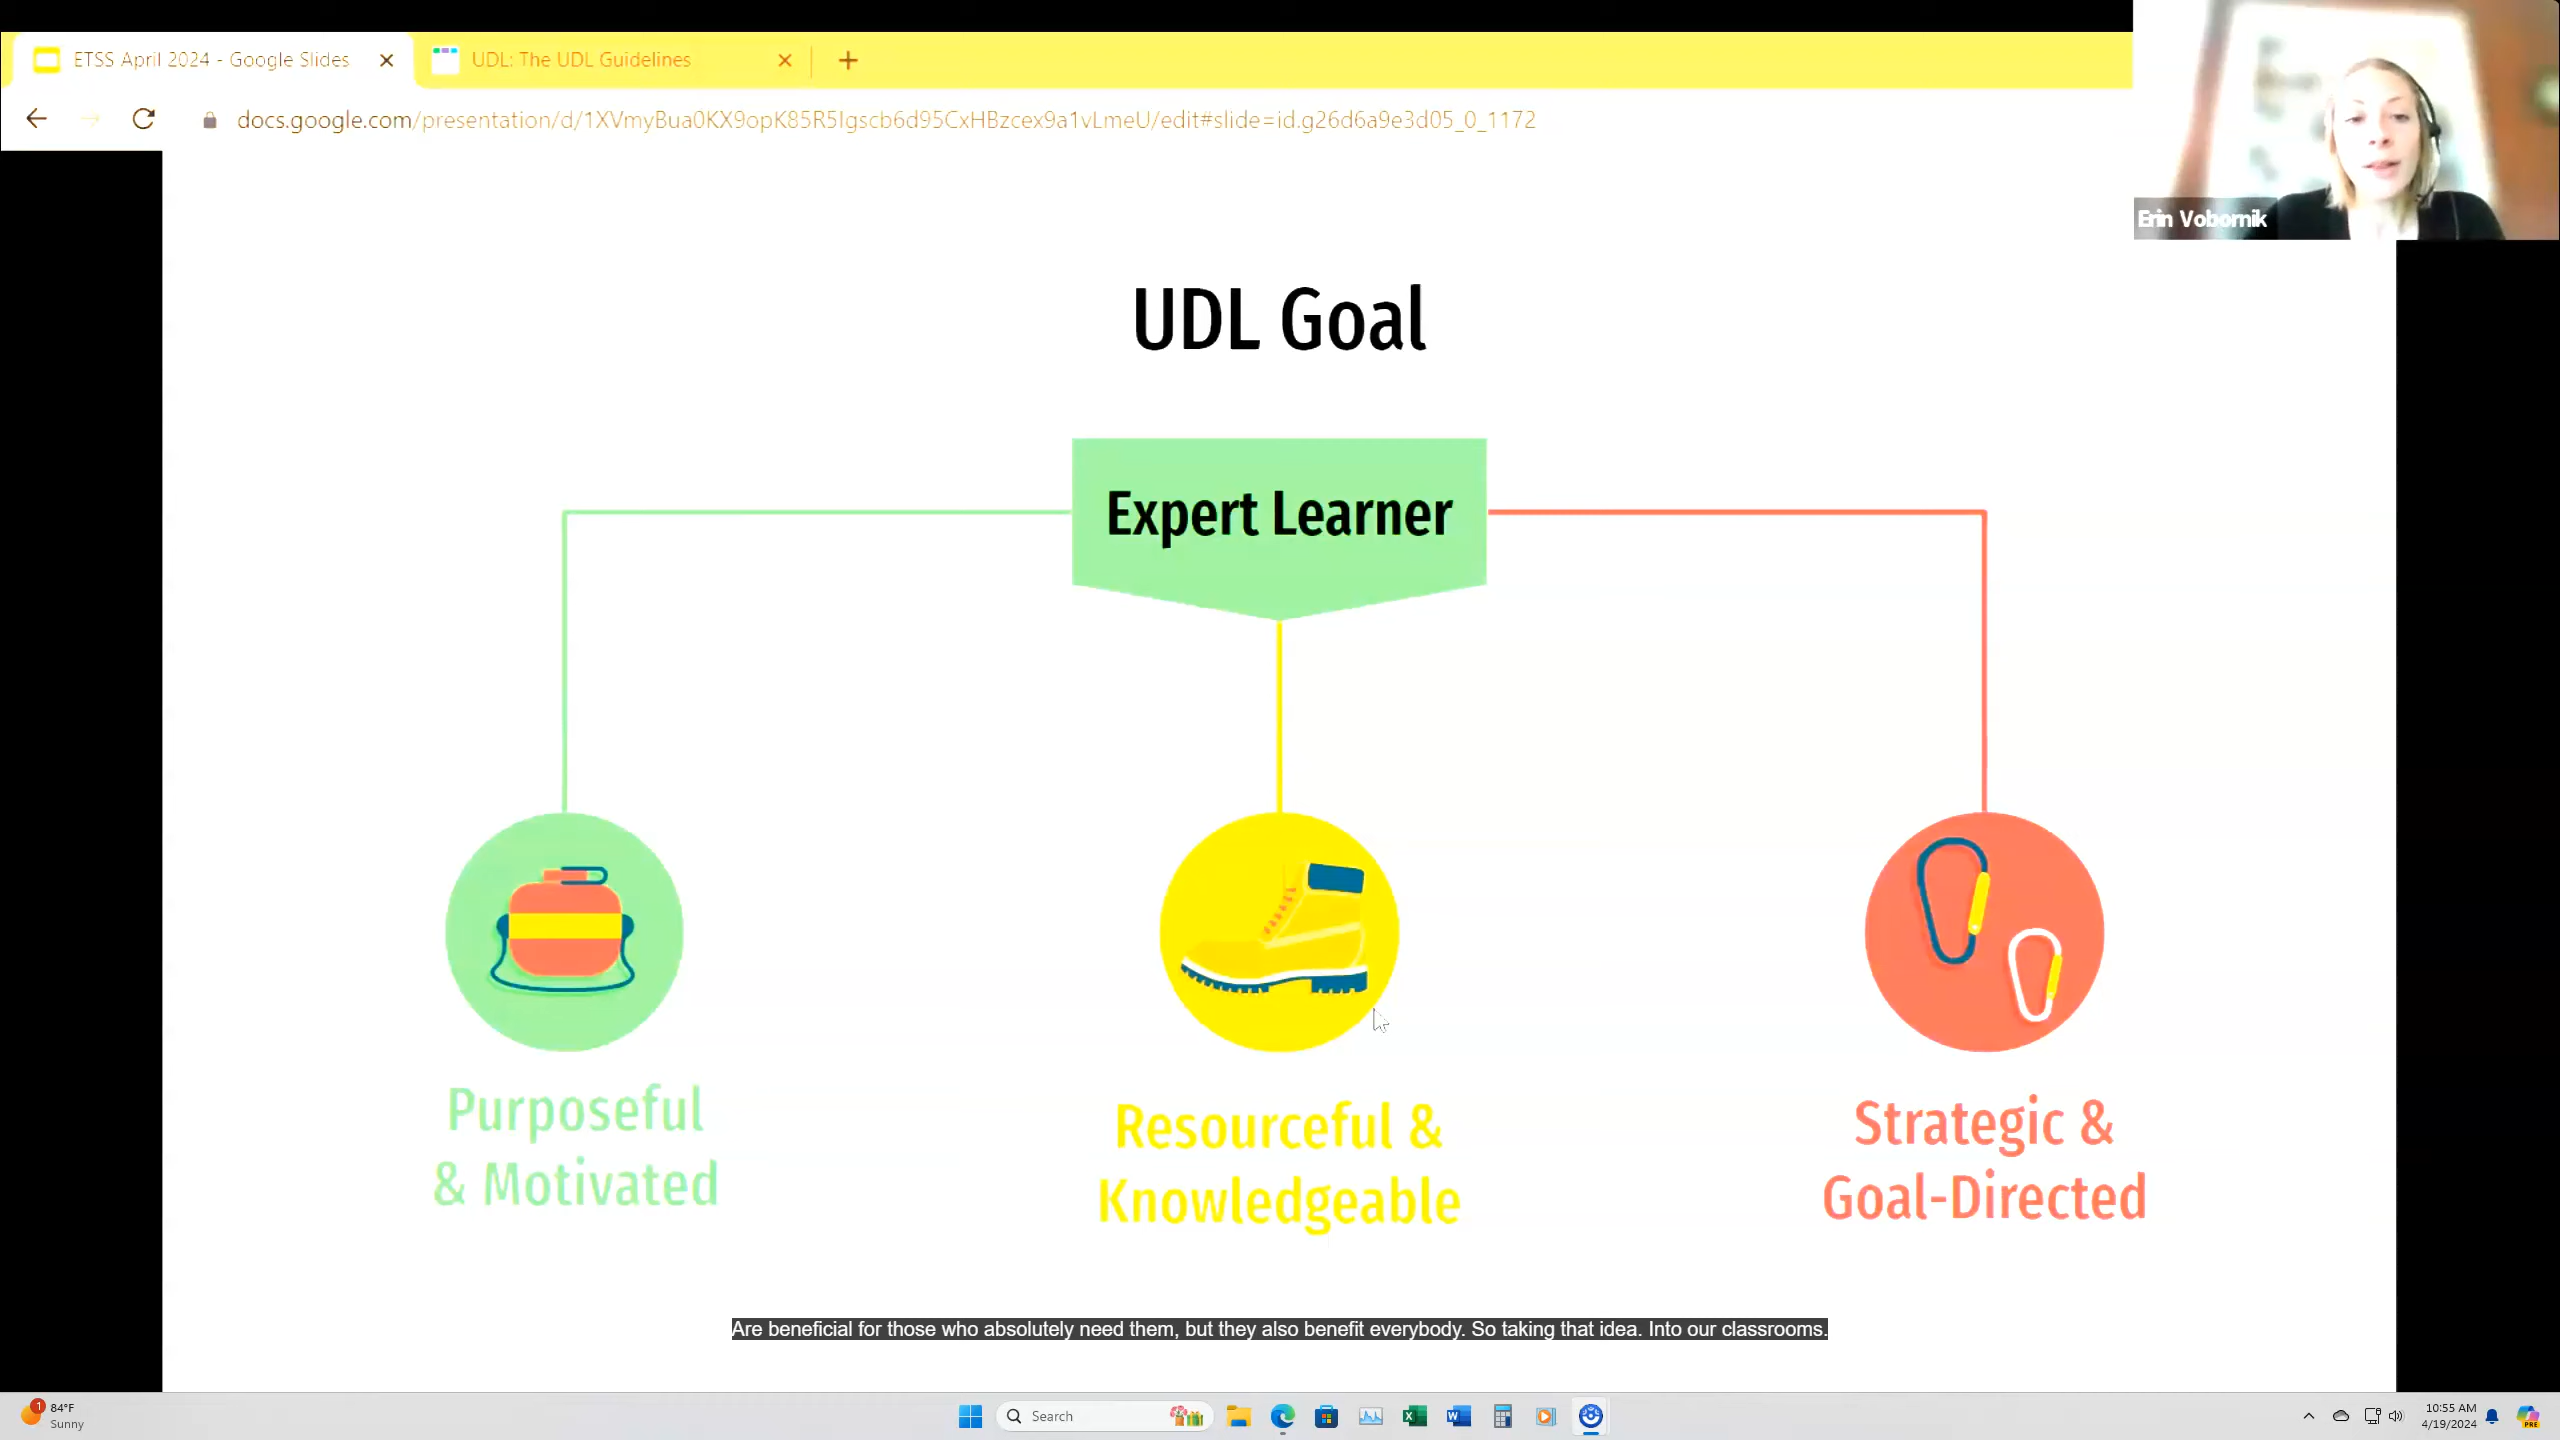 ETSS April 2024 - Google Slides
UDL: The UDL Guidelines
docs.google.com/presentation/d/1XVmyBua0KX9opK85R5Igscb6d95CxHBzcex9a1vLmeU/edit#slide=id.g26d6a9e3d05_0_1172
Erin Vobornik
UDL Goal
Expert Learner
Purposeful
& Motivated
Resourceful &
Knowledgeable
Strategic &
Goal-Directed
Are beneficial for those who absolutely need them, but they also benefit everybody. So taking that idea. Into our classrooms.
1
84°F
Sunny
Search
10:55 AM
4/19/2024
PRE